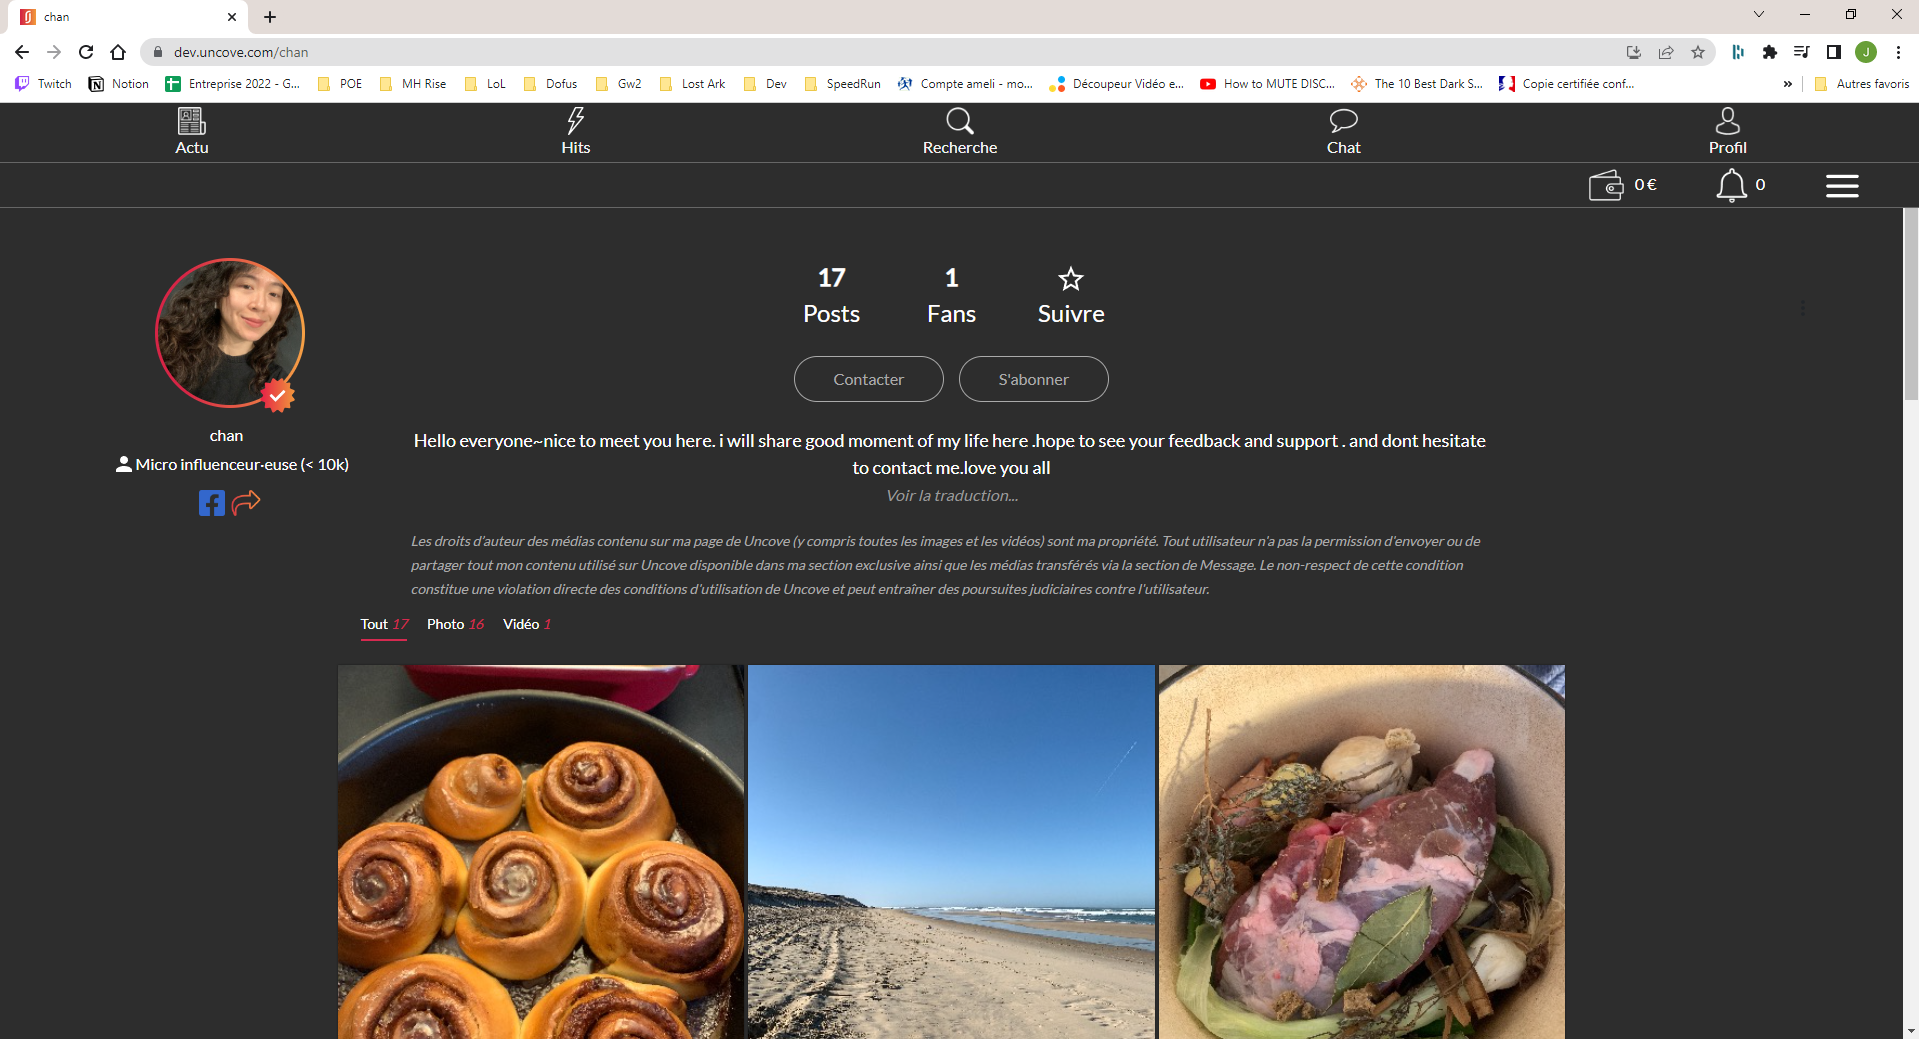 chan
dev.uncove.com/chan
Twitch
Notion
Entreprise 2022 - G...
POE
MH Rise
LoL
Dofus
Gw2
Lost Ark
Dev
SpeedRun
Compte ameli - mo...
Découpeur Vidéo e...
How to MUTE DISC...
The 10 Best Dark S...
Copie certifiée conf...
»
Autres favoris
J
Actu
Hits
Recherche
Chat
Profil
0 €
0
17
Posts
1
Fans
Suivre
Contacter
S'abonner
chan
Micro influenceur·euse (< 10k)
Hello everyone~nice to meet you here. i will share good moment of my life here .hope to see your feedback and support . and dont hesitate
to contact me.love you all
Voir la traduction...
Les droits d'auteur des médias contenu sur ma page de Uncove (y compris toutes les images et les vidéos) sont ma propriété. Tout utilisateur n'a pas la permission d'envoyer ou de
partager tout mon contenu utilisé sur Uncove disponible dans ma section exclusive ainsi que les médias transférés via la section de Message. Le non-respect de cette condition
constitue une violation directe des conditions d'utilisation de Uncove et peut entraîner des poursuites judiciaires contre l'utilisateur.
Tout 17
Photo 16
Vidéo 1